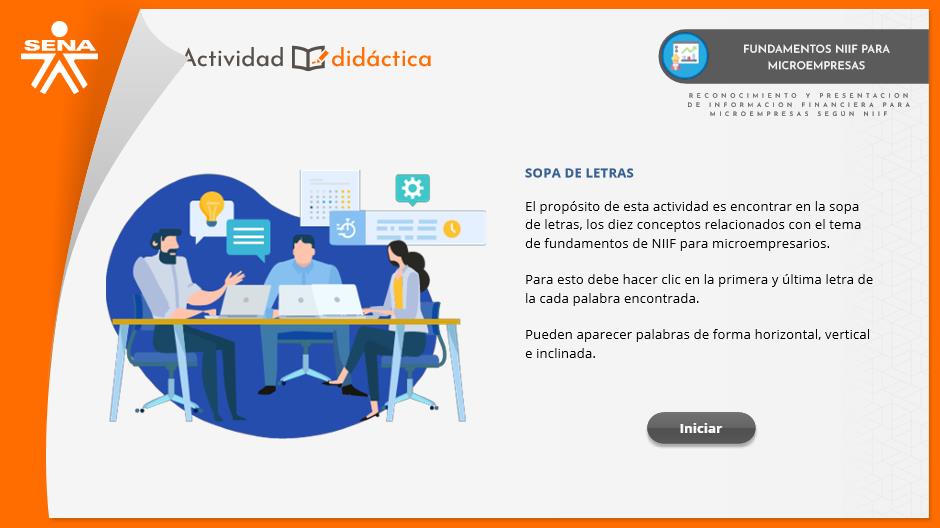 SENA
Actividad didáctica
FUNDAMENTOS NIIF PARA
MICROEMPRESAS
RECONOCIMIENTO Y PRESENTACION
DE INFORMACION FINANCIERA PARA
MICROEMPRESAS SEGÚN NIIF
SOPA DE LETRAS
El propósito de esta actividad es encontrar en la sopa
de letras, los diez conceptos relacionados con el tema
de fundamentos de NIIF para microempresarios.
Para esto debe hacer clic en la primera y última letra de
la cada palabra encontrada.
Pueden aparecer palabras de forma horizontal, vertical
e inclinada.
Iniciar